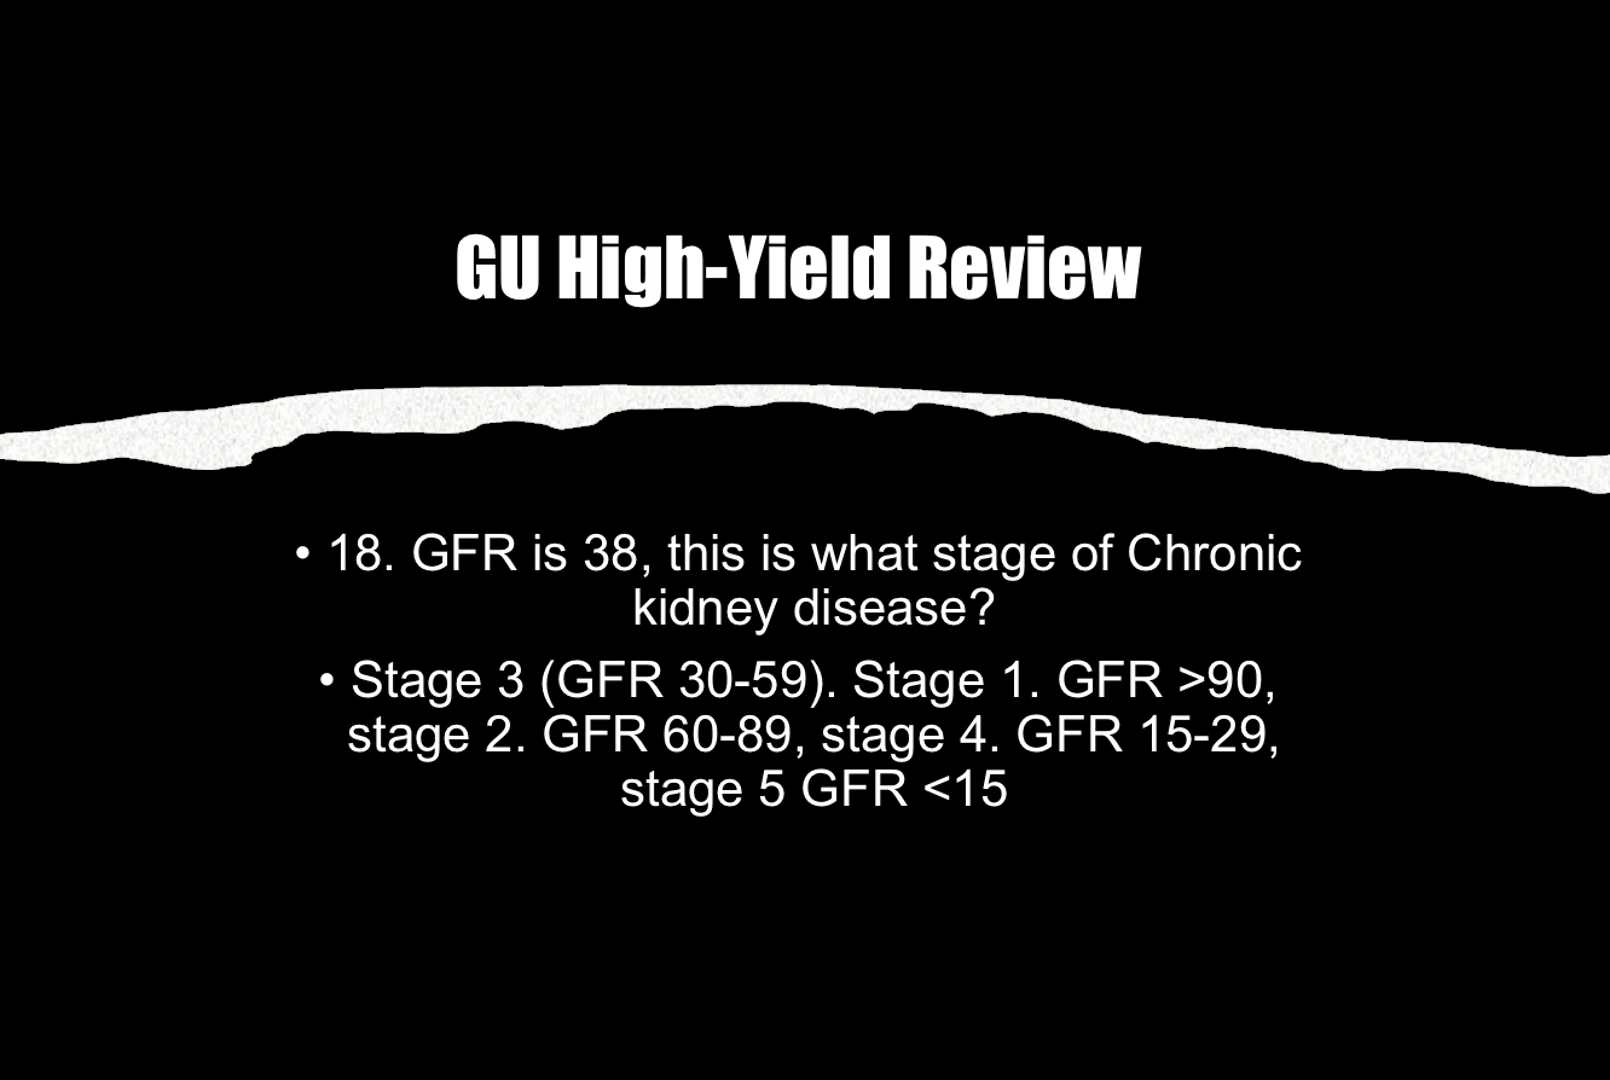 GU High-Yield Review
• 18. GFR is 38, this is what stage of Chronic
kidney disease?
• Stage 3 (GFR 30-59). Stage 1. GFR >90,
stage 2. GFR 60-89, stage 4. GFR 15-29,
stage 5 GFR <15